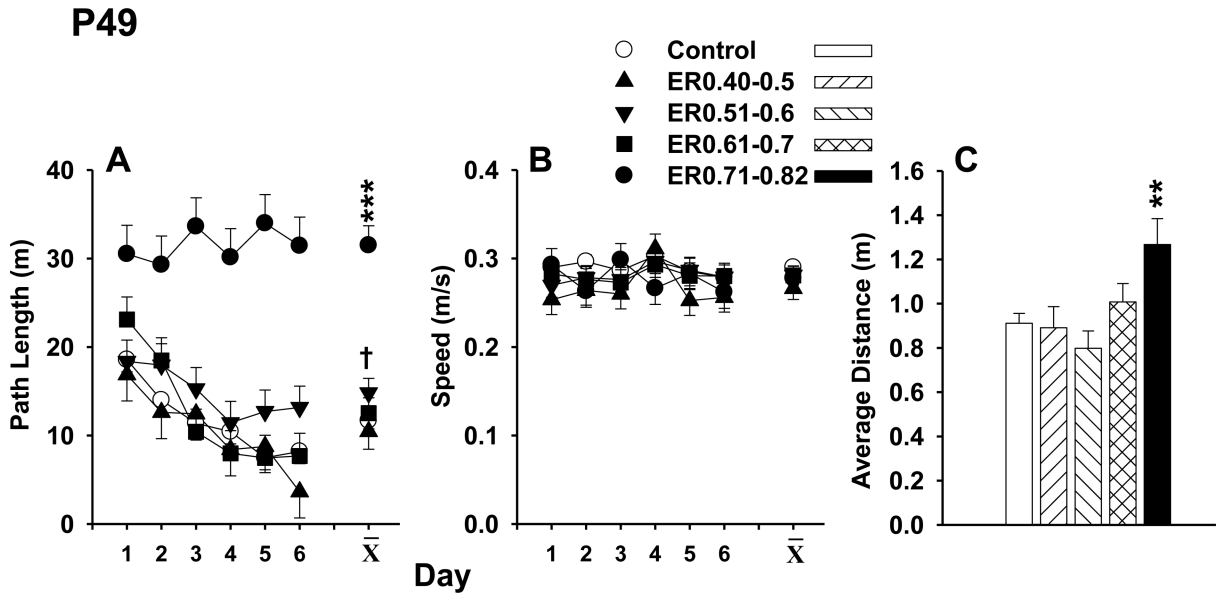 P49
Control
ER0.40-0.5
ER0.51-0.6
ER0.61-0.7
ER0.71-0.82
A
Path Length (m)
40
30
20
10
0
***
†
1 2 3 4 5 6 X̄
B
Speed (m/s)
0.4
0.3
0.2
0.1
0.0
1 2 3 4 5 6 X̄
Day
C
Average Distance (m)
1.6
1.4
1.2
1.0
0.8
0.6
0.4
0.2
0.0
**